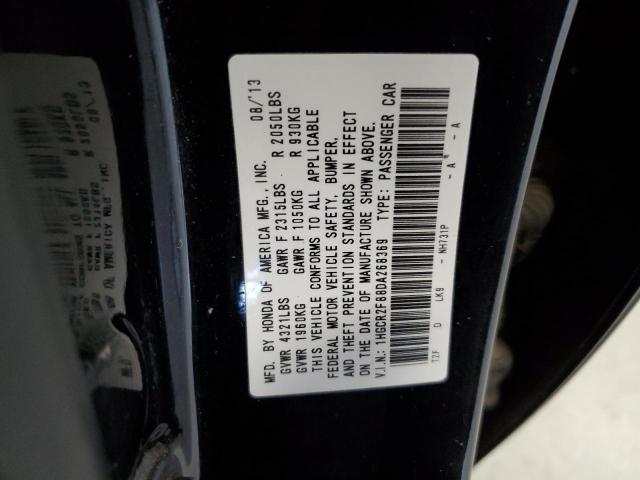 MFD. BY HONDA OF AMERICA MFG., INC. 08/'13
GVWR 4321LBS GAWR F 2315LBS R 2050LBS
GVWR 1960KG GAWR F 1050KG R 930KG
THIS VEHICLE CONFORMS TO ALL APPLICABLE
FEDERAL MOTOR VEHICLE SAFETY, BUMPER,
AND THEFT PREVENTION STANDARDS IN EFFECT
ON THE DATE OF MANUFACTURE SHOWN ABOVE.
V.I.N.: 1HGCR2F88DA268369 TYPE: PASSENGER CAR
T2F D LK9 - NH731P - A - A